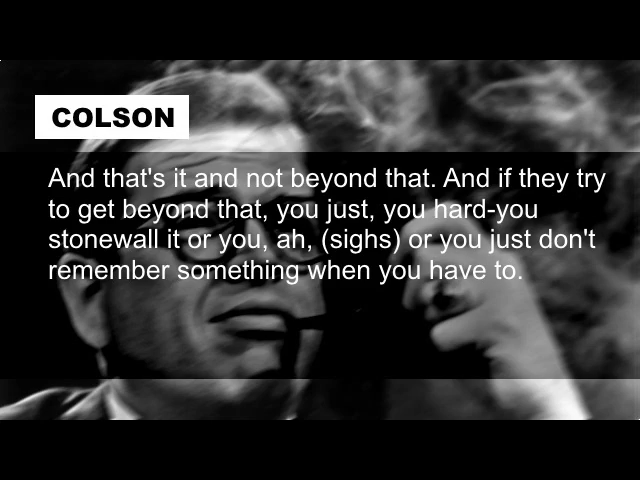 COLSON
And that's it and not beyond that. And if they try
to get beyond that, you just, you hard-you
stonewall it or you, ah, (sighs) or you just don't
remember something when you have to.